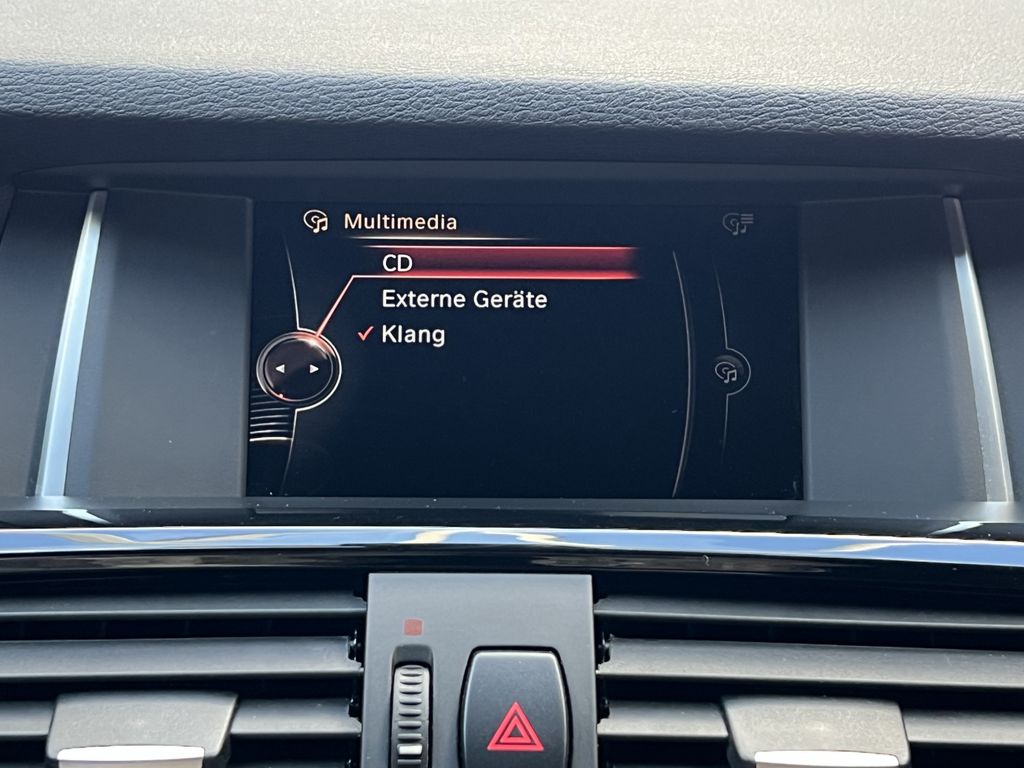 Multimedia
CD
Externe Geräte
Klang